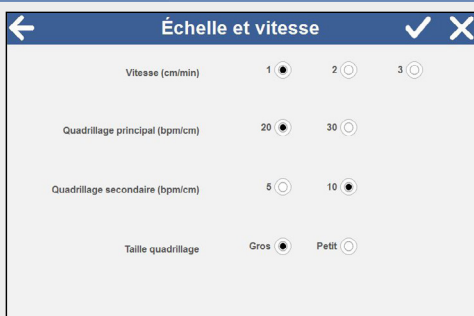 Échelle et vitesse
Vitesse (cm/min) 1 2 3
Quadrillage principal (bpm/cm) 20 30
Quadrillage secondaire (bpm/cm) 5 10
Taille quadrillage Gros Petit